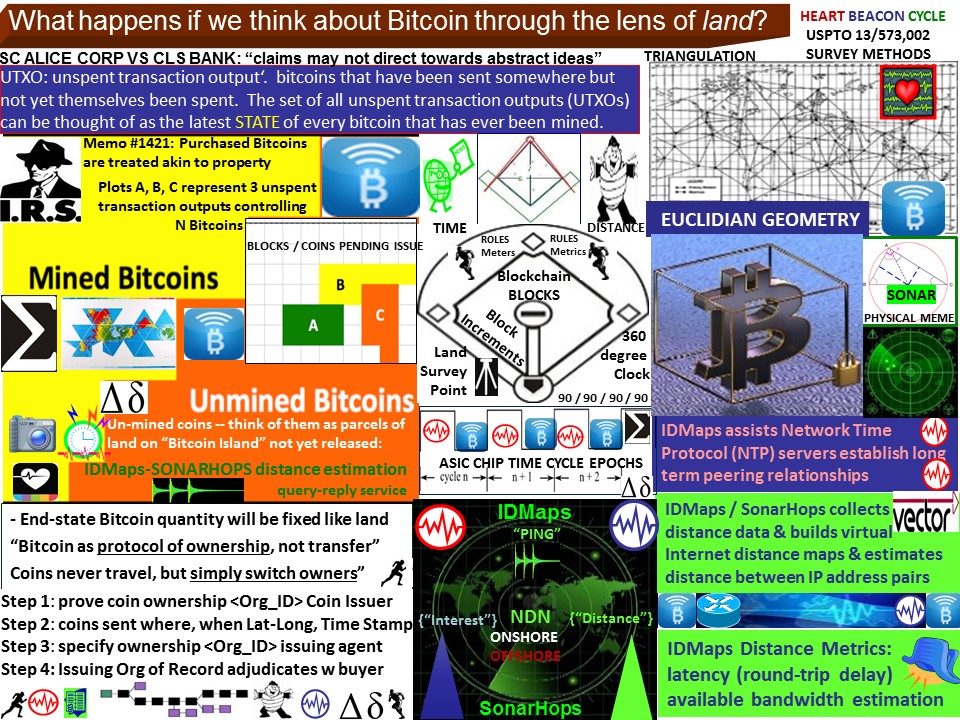 What happens if we think about Bitcoin through the lens of land?
HEART BEACON CYCLE
USPTO 13/573,002
SURVEY METHODS
SC ALICE CORP VS CLS BANK: “claims may not direct towards abstract ideas”
TRIANGULATION
UTXO: unspent transaction output‘.  bitcoins that have been sent somewhere but
not yet themselves been spent.  The set of all unspent transaction outputs (UTXOs)
can be thought of as the latest STATE of every bitcoin that has ever been mined.
I.R.S.
Memo #1421: Purchased Bitcoins
are treated akin to property
Plots A, B, C represent 3 unspent
transaction outputs controlling
N Bitcoins
BLOCKS / COINS PENDING ISSUE
A
B
C
Mined Bitcoins
Unmined Bitcoins
Δδ
Un-mined coins -- think of them as parcels of
land on “Bitcoin Island” not yet released:
IDMaps-SONARHOPS distance estimation
query-reply service
TIME
DISTANCE
ROLES
Meters
RULES
Metrics
Blockchain
BLOCKS
Block
Increments
Land
Survey
Point
360
degree
Clock
90 / 90 / 90 / 90
ASIC CHIP TIME CYCLE EPOCHS
cycle n
n + 1
n + 2
Δδ
EUCLIDIAN GEOMETRY
SONAR
PHYSICAL MEME
IDMaps assists Network Time
Protocol (NTP) servers establish long
term peering relationships
- End-state Bitcoin quantity will be fixed like land
“Bitcoin as protocol of ownership, not transfer”
Coins never travel, but simply switch owners”
Step 1: prove coin ownership <Org_ID> Coin Issuer
Step 2: coins sent where, when Lat-Long, Time Stamp
Step 3: specify ownership <Org_ID> issuing agent
Step 4: Issuing Org of Record adjudicates w buyer
Δδ
IDMaps
“PING”
{“Interest”}
NDN
{“Distance”}
ONSHORE
OFFSHORE
SonarHops
IDMaps / SonarHops collects
distance data & builds virtual
Internet distance maps & estimates
distance between IP address pairs
vector
IDMaps Distance Metrics:
latency (round-trip delay)
available bandwidth estimation